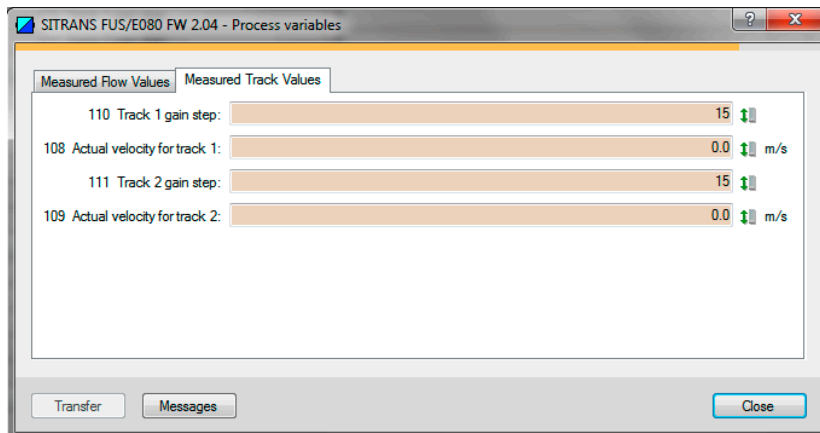 SITRANS FUS/E080 FW 2.04 - Process variables
Measured Flow Values Measured Track Values
110 Track 1 gain step: 15
108 Actual velocity for track 1: 0.0 m/s
111 Track 2 gain step: 15
109 Actual velocity for track 2: 0.0 m/s
Transfer Messages Close